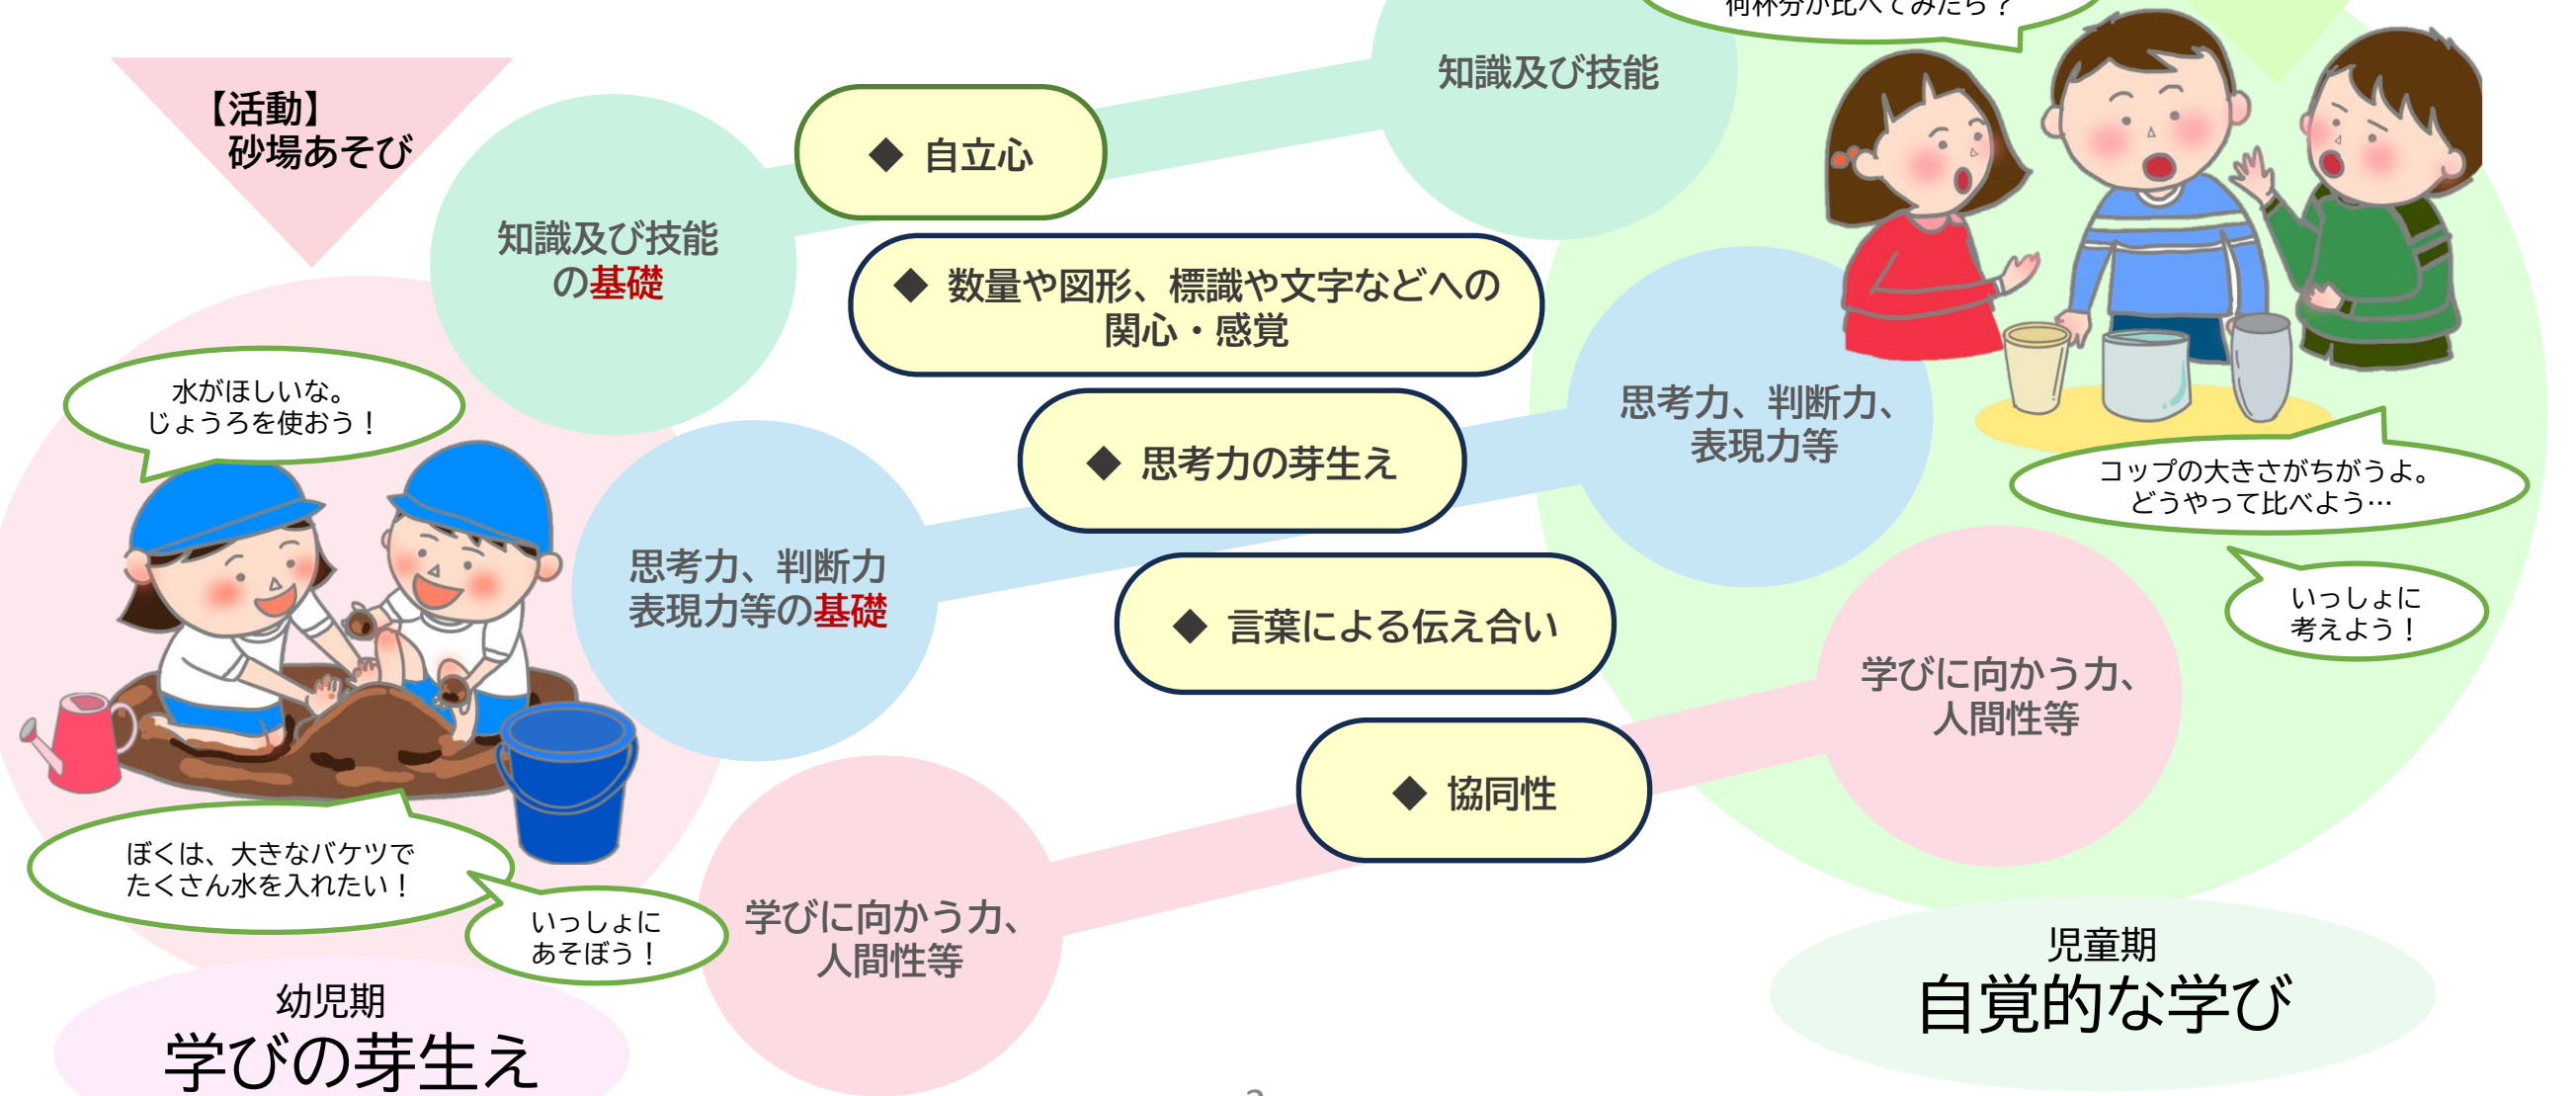 何杯分か比べてみたら？
知識及び技能
【活動】
砂場あそび
◆ 自立心
知識及び技能
の基礎
◆ 数量や図形、標識や文字などへの
関心・感覚
水がほしいな。
じょうろを使おう！
思考力、判断力、
表現力等
◆ 思考力の芽生え
コップの大きさがちがうよ。
どうやって比べよう…
思考力、判断力
表現力等の基礎
◆ 言葉による伝え合い
いっしょに
考えよう！
学びに向かう力、
人間性等
◆ 協同性
ぼくは、大きなバケツで
たくさん水を入れたい！
いっしょに
あそぼう！
学びに向かう力、
人間性等
幼児期
学びの芽生え
児童期
自覚的な学び